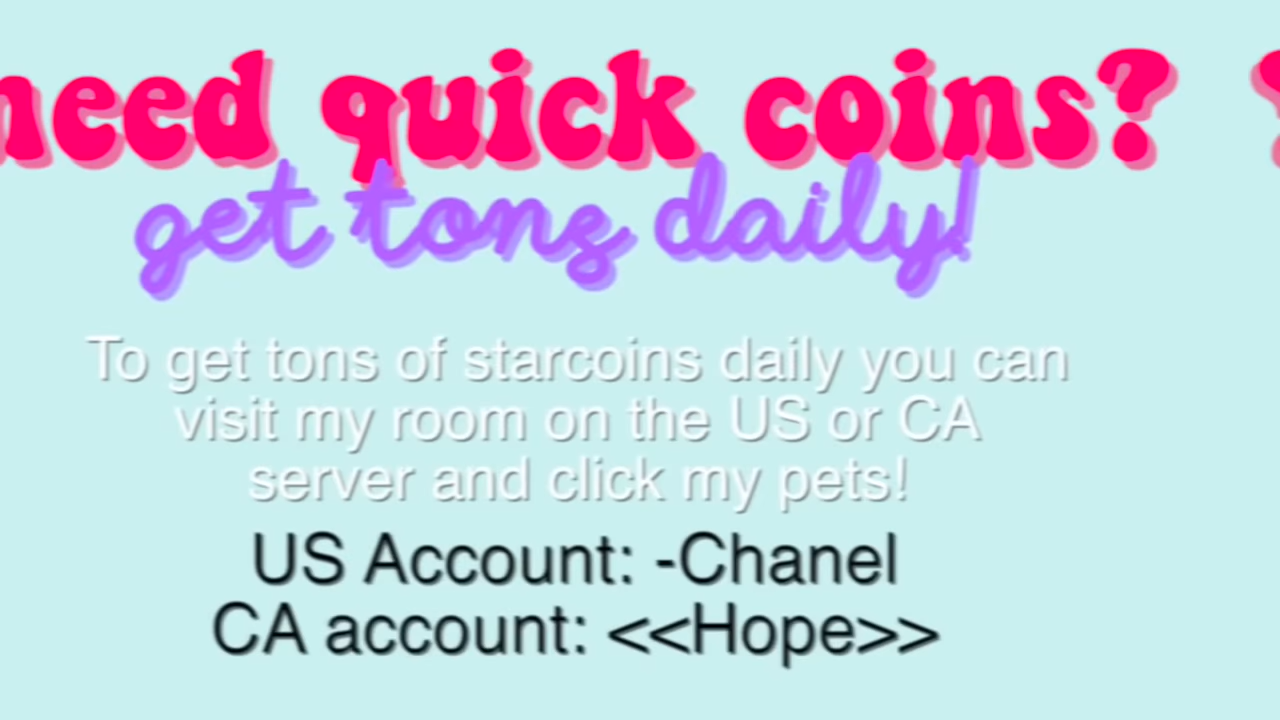 need quick coins?
get tons daily!
To get tons of starcoins daily you can
visit my room on the US or CA
server and click my pets!
US Account: -Chanel
CA account: <<Hope>>